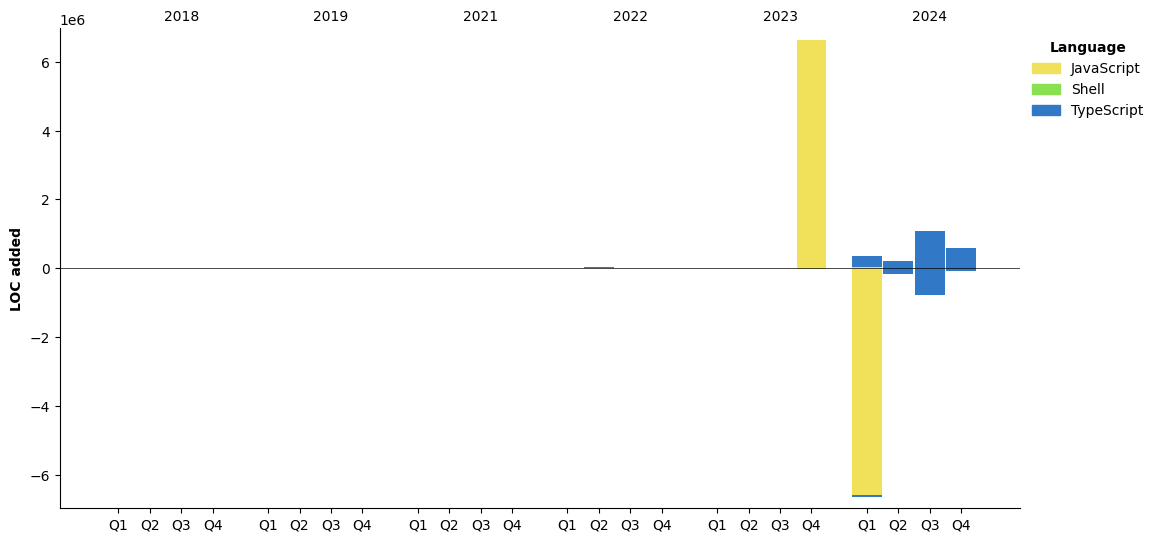 1e6
2018 2019 2021 2022 2023 2024
Language
JavaScript
Shell
TypeScript
6
4
2
0
−2
−4
−6
LOC added
Q1 Q2 Q3 Q4 Q1 Q2 Q3 Q4 Q1 Q2 Q3 Q4 Q1 Q2 Q3 Q4 Q1 Q2 Q3 Q4 Q1 Q2 Q3 Q4